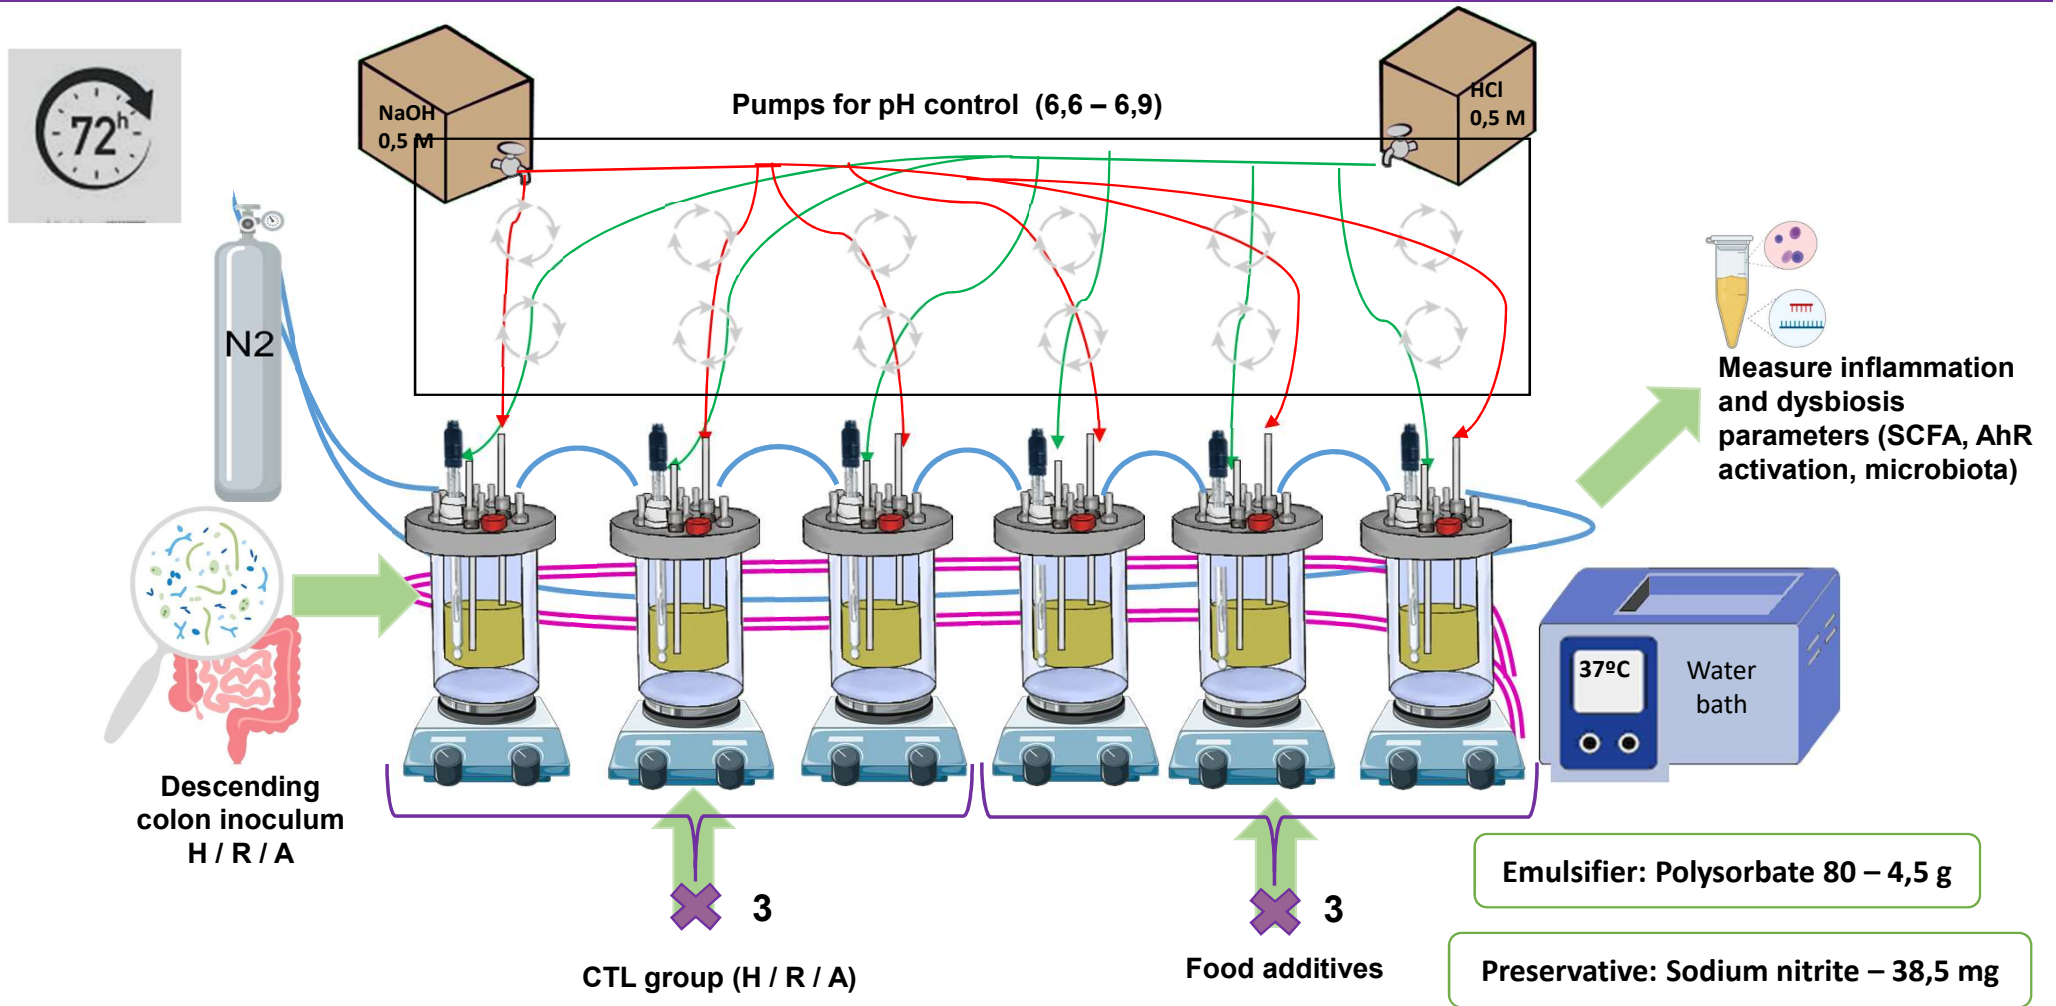 72h
NaOH
0,5 M
Pumps for pH control  (6,6 – 6,9)
HCl
0,5 M
N2
Measure inflammation
and dysbiosis
parameters (SCFA, AhR
activation, microbiota)
37ºC
Water
bath
Descending
colon inoculum
H / R / A
3
3
CTL group (H / R / A)
Food additives
Emulsifier: Polysorbate 80 – 4,5 g
Preservative: Sodium nitrite – 38,5 mg